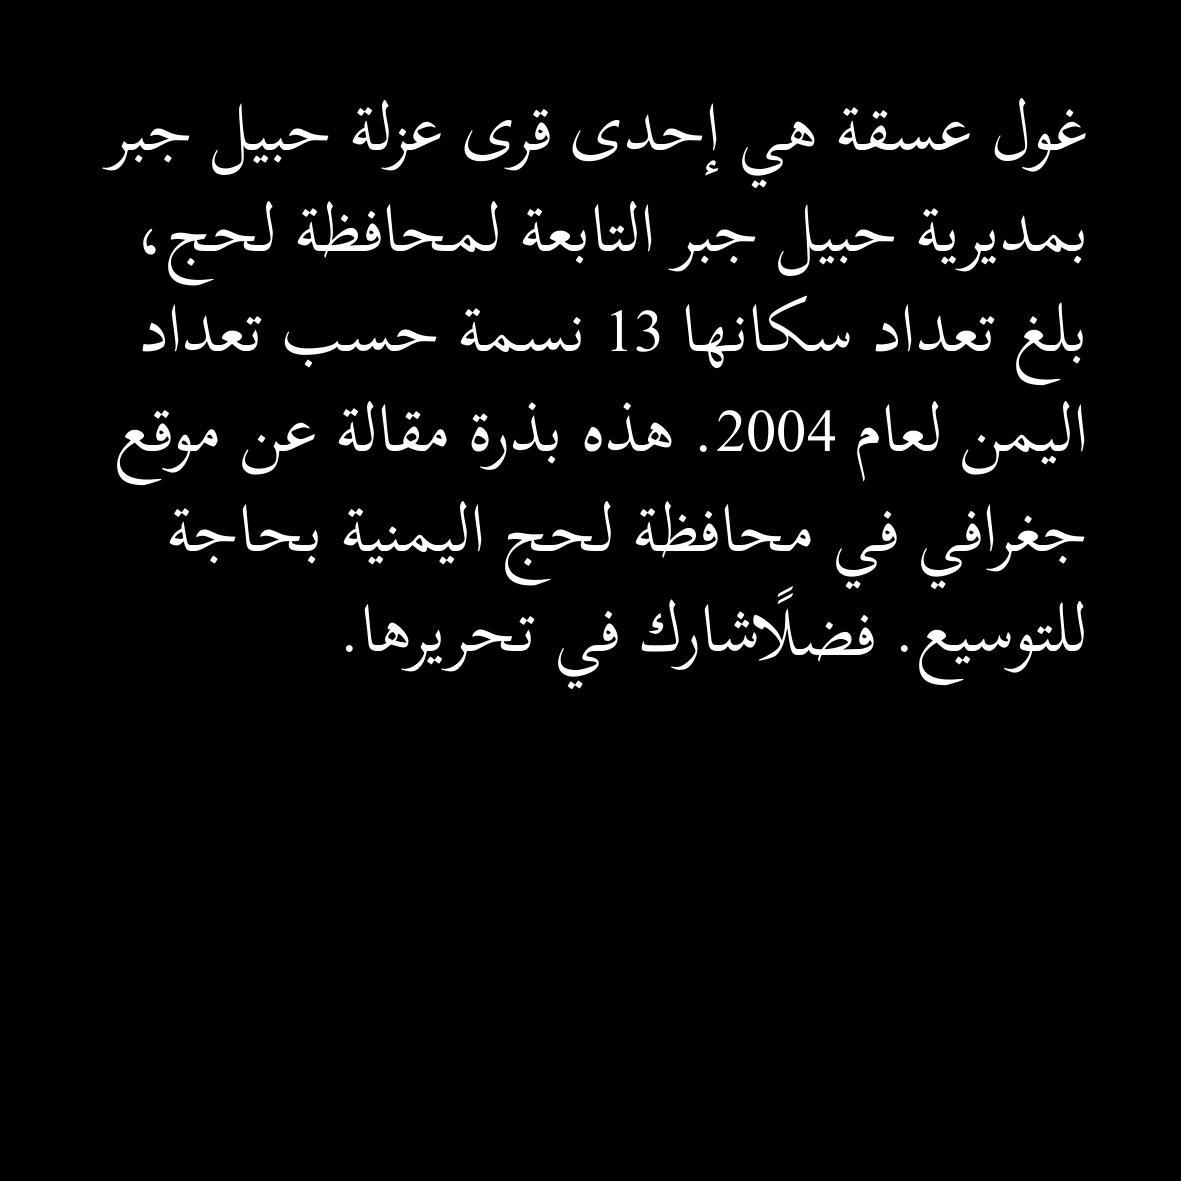 غول عسقة هي إحدى قرى عزلة حبيل جبر
بمديرية حبيل جبر التابعة لمحافظة لحج،
بلغ تعداد سكانها 13 نسمة حسب تعداد
اليمن لعام 2004. هذه بذرة مقالة عن موقع
جغرافي في محافظة لحج اليمنية بحاجة
للتوسيع. فضلًاشارك في تحريرها.